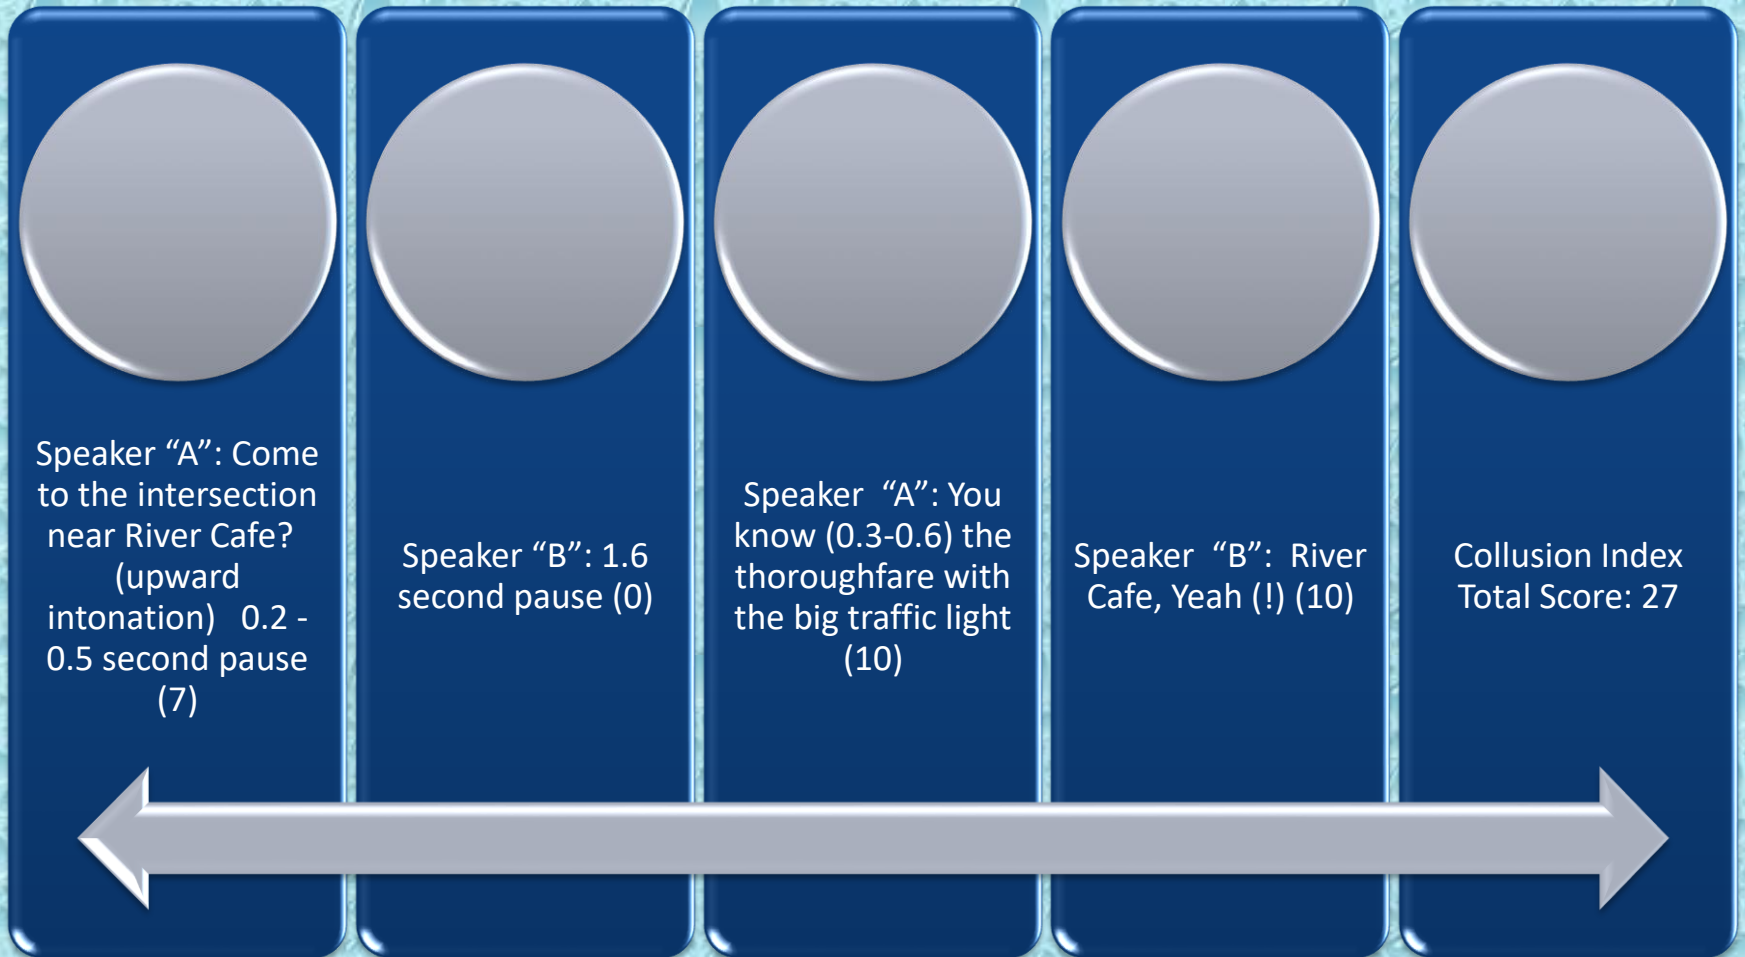 Speaker “A”: Come
to the intersection
near River Cafe?
(upward
intonation) 0.2 -
0.5 second pause
(7)
Speaker “B”: 1.6
second pause (0)
Speaker “A”: You
know (0.3-0.6) the
thoroughfare with
the big traffic light
(10)
Speaker “B”: River
Cafe, Yeah (!) (10)
Collusion Index
Total Score: 27